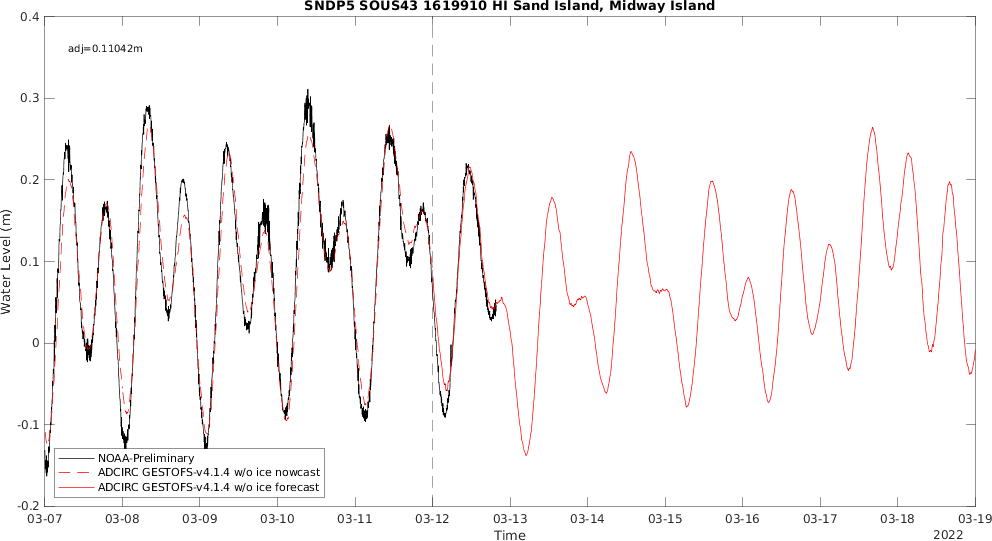 SNDP5 SOUS43 1619910 HI Sand Island, Midway Island
0.4
adj=0.11042m
0.3
0.2
0.1
0
-0.1
-0.2
Water Level (m)
NOAA-Preliminary
ADCIRC GESTOFS-v4.1.4 w/o ice nowcast
ADCIRC GESTOFS-v4.1.4 w/o ice forecast
03-07 03-08 03-09 03-10 03-11 03-12 03-13 03-14 03-15 03-16 03-17 03-18 03-19
Time
2022